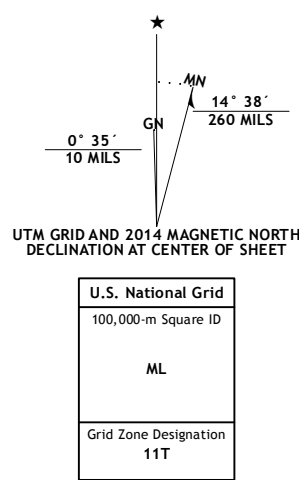 ★
MN
GN
14° 38´
260 MILS
0° 35´
10 MILS
UTM GRID AND 2014 MAGNETIC NORTH
DECLINATION AT CENTER OF SHEET
U.S. National Grid
100,000-m Square ID
ML
Grid Zone Designation
11T